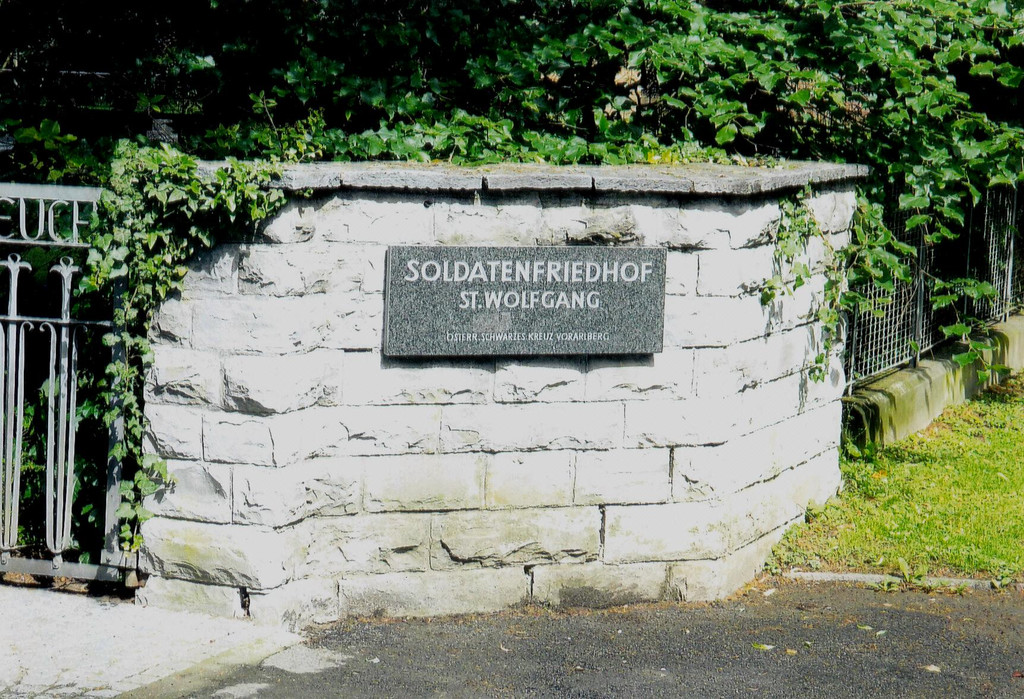 EUCH
SOLDATENFRIEDHOF
ST. WOLFGANG
ÖSTERR. SCHWARZES KREUZ VORARLBERG